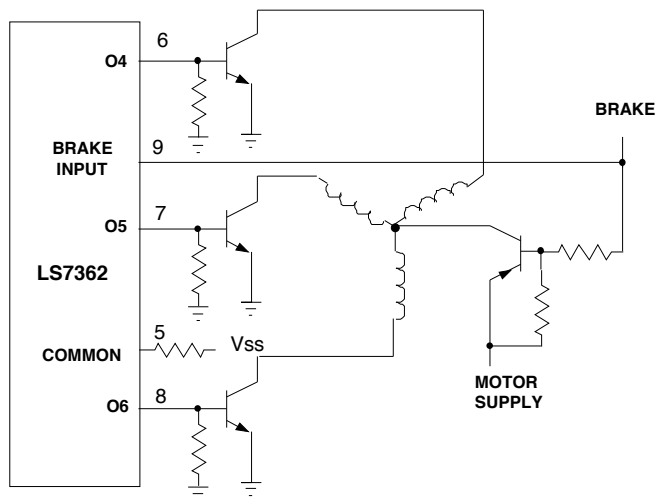 6
O4
BRAKE
BRAKE
INPUT
9
7
O5
LS7362
5
COMMON
Vss
MOTOR
SUPPLY
8
O6